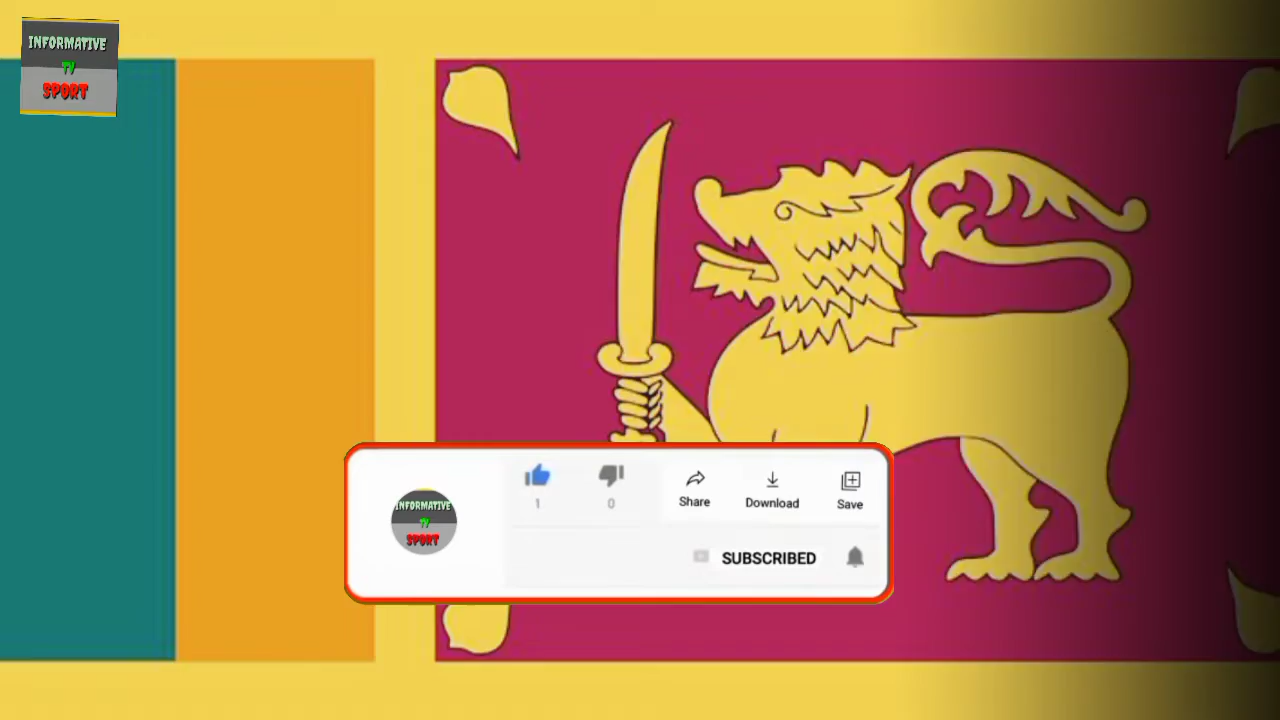 INFORMATIVE
TV
SPORT
1
0
Share
Download
Save
INFORMATIVE
TV
SPORT
SUBSCRIBED